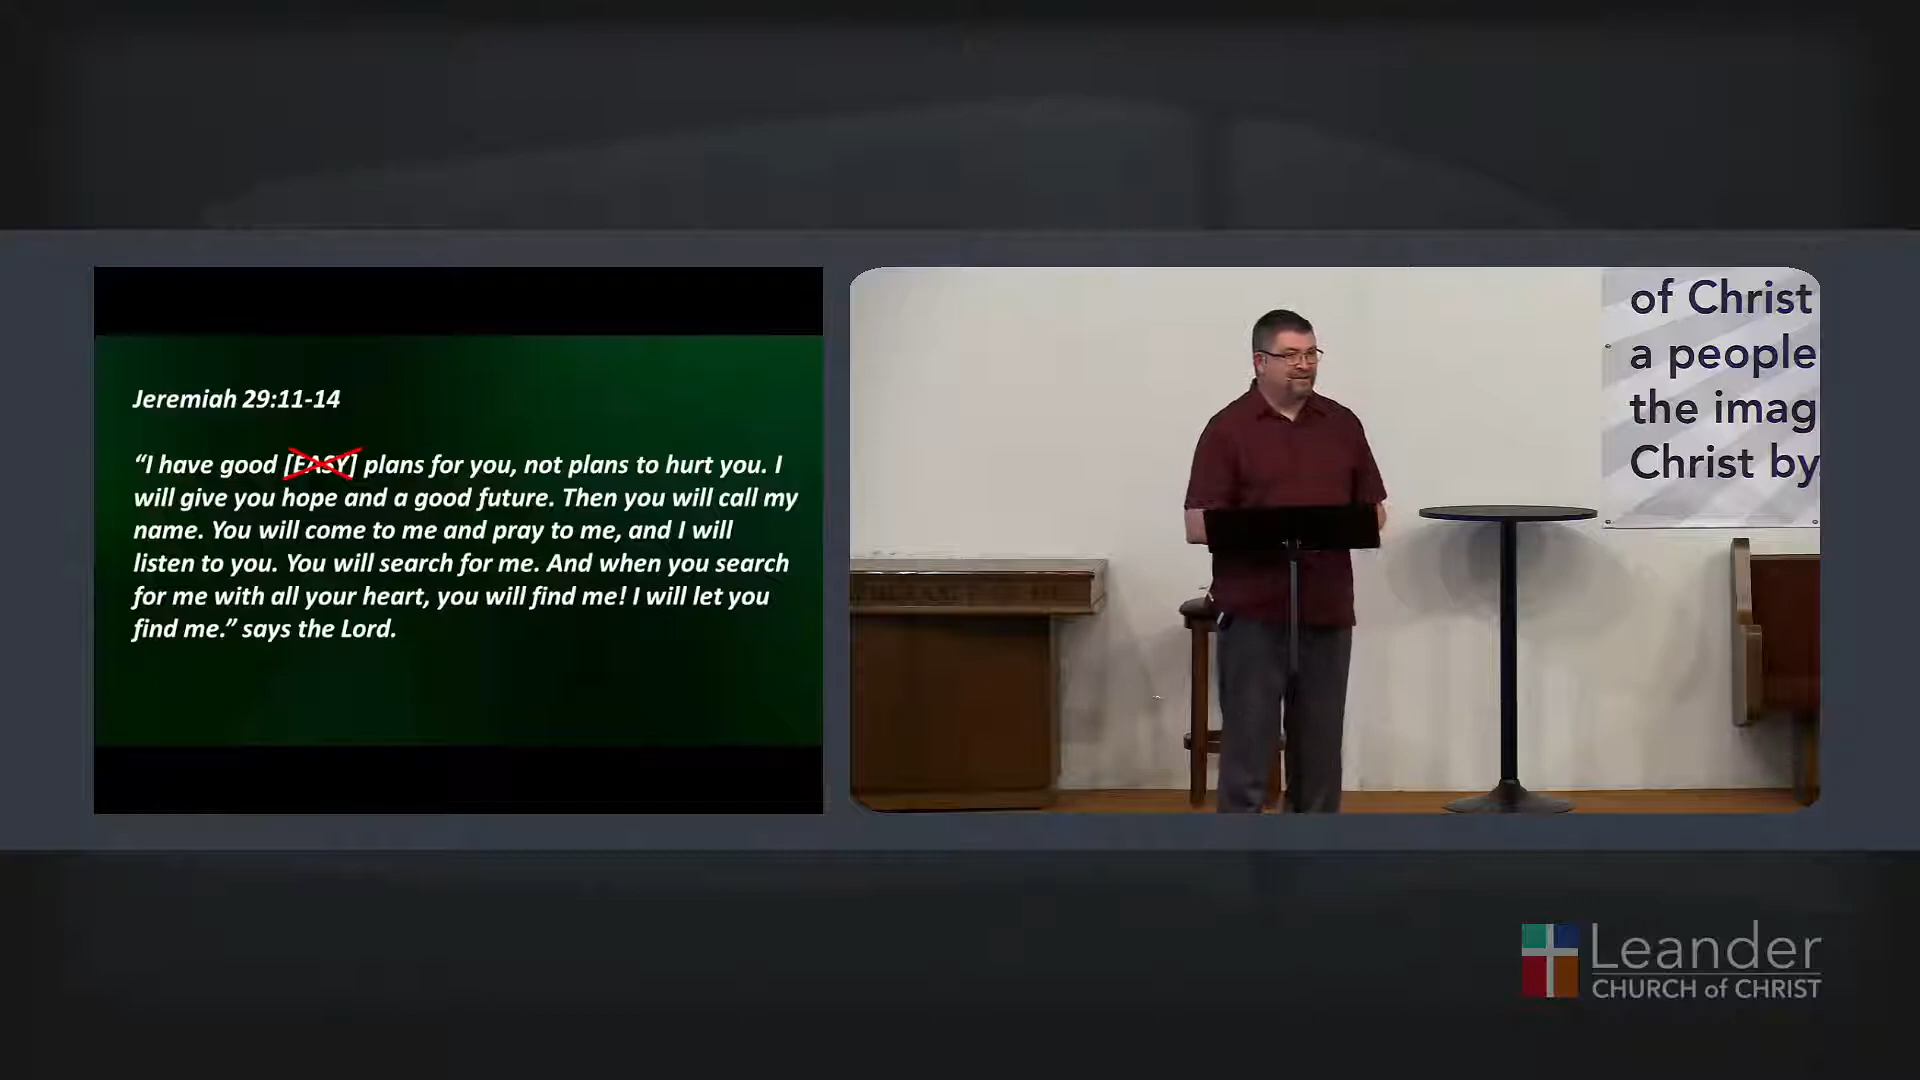 Jeremiah 29:11-14
“I have good [EASY] plans for you, not plans to hurt you. I
will give you hope and a good future. Then you will call my
name. You will come to me and pray to me, and I will
listen to you. You will search for me. And when you search
for me with all your heart, you will find me! I will let you
find me.” says the Lord.
of Christ
a people
the imag
Christ by
Leander
CHURCH of CHRIST